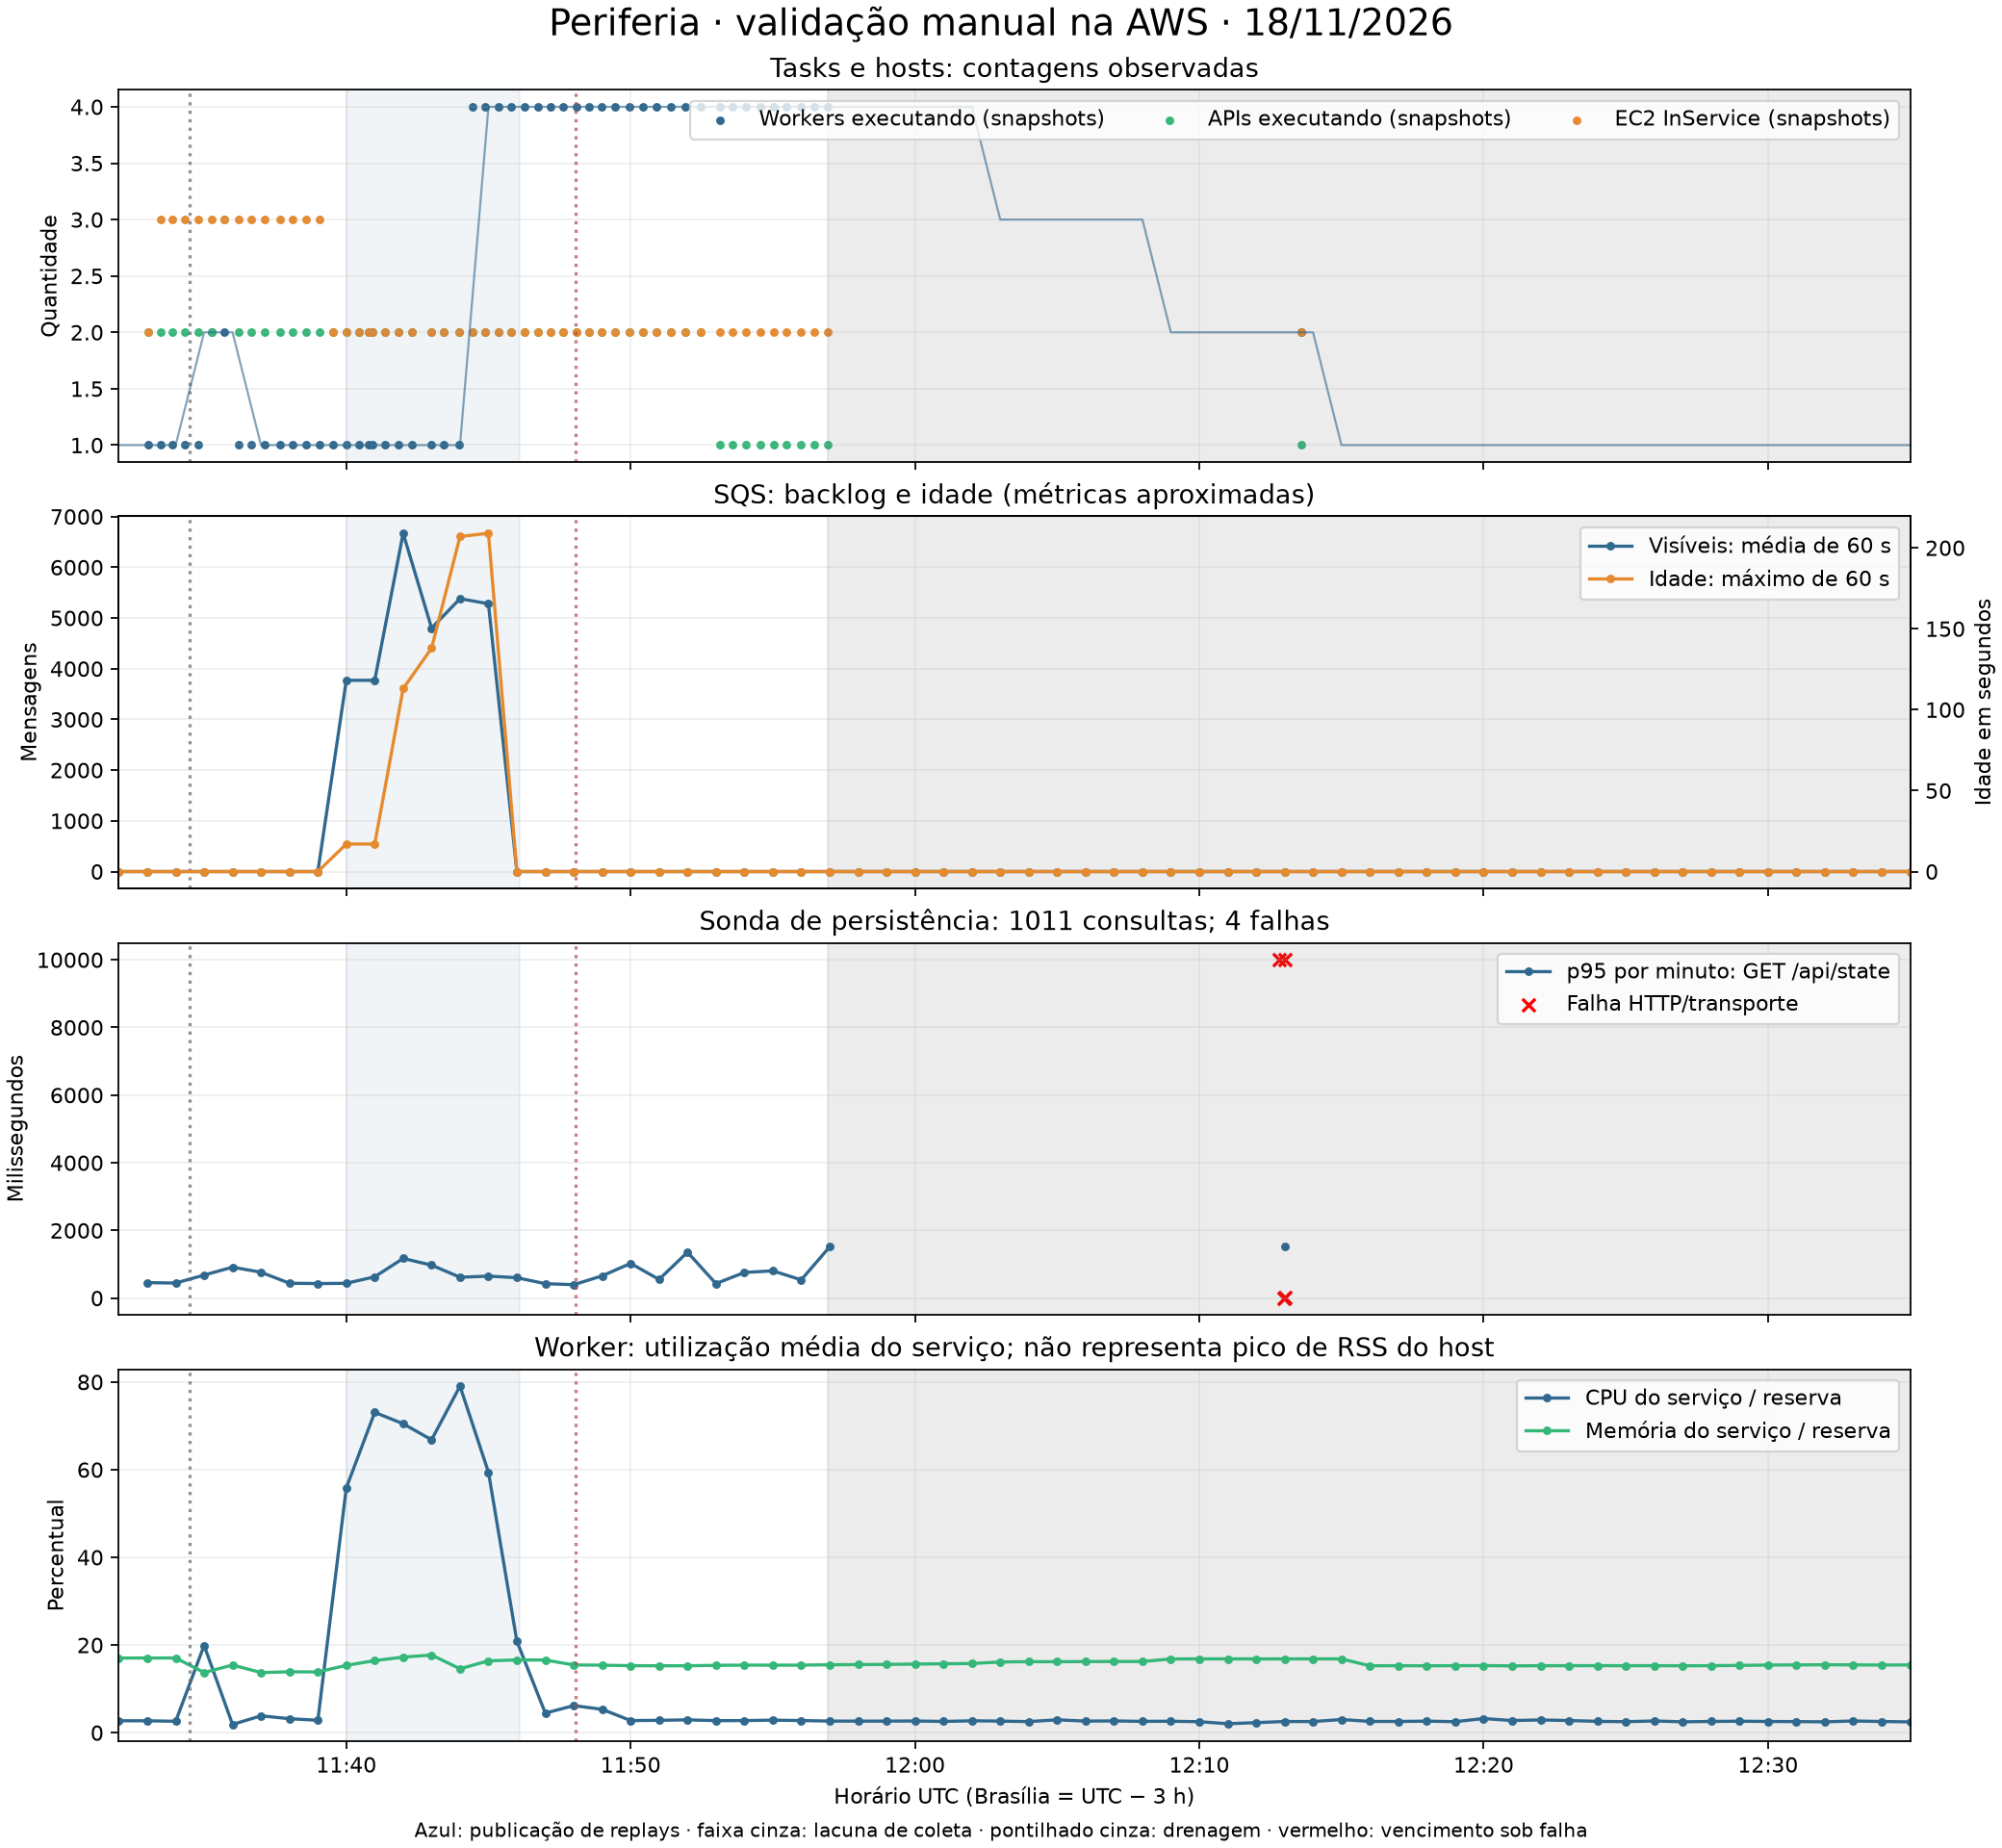 Periferia · validação manual na AWS · 18/11/2026
Tasks e hosts: contagens observadas
Quantidade
4.0
3.5
3.0
2.5
2.0
1.5
1.0
Workers executando (snapshots)
APIs executando (snapshots)
EC2 InService (snapshots)
SQS: backlog e idade (métricas aproximadas)
Mensagens
7000
6000
5000
4000
3000
2000
1000
0
Visíveis: média de 60 s
Idade: máximo de 60 s
200
150
100
50
0
Idade em segundos
Sonda de persistência: 1011 consultas; 4 falhas
Milissegundos
10000
8000
6000
4000
2000
0
p95 por minuto: GET /api/state
Falha HTTP/transporte
Worker: utilização média do serviço; não representa pico de RSS do host
Percentual
80
60
40
20
0
CPU do serviço / reserva
Memória do serviço / reserva
11:40
11:50
12:00
12:10
12:20
12:30
Horário UTC (Brasília = UTC − 3 h)
Azul: publicação de replays · faixa cinza: lacuna de coleta · pontilhado cinza: drenagem · vermelho: vencimento sob falha